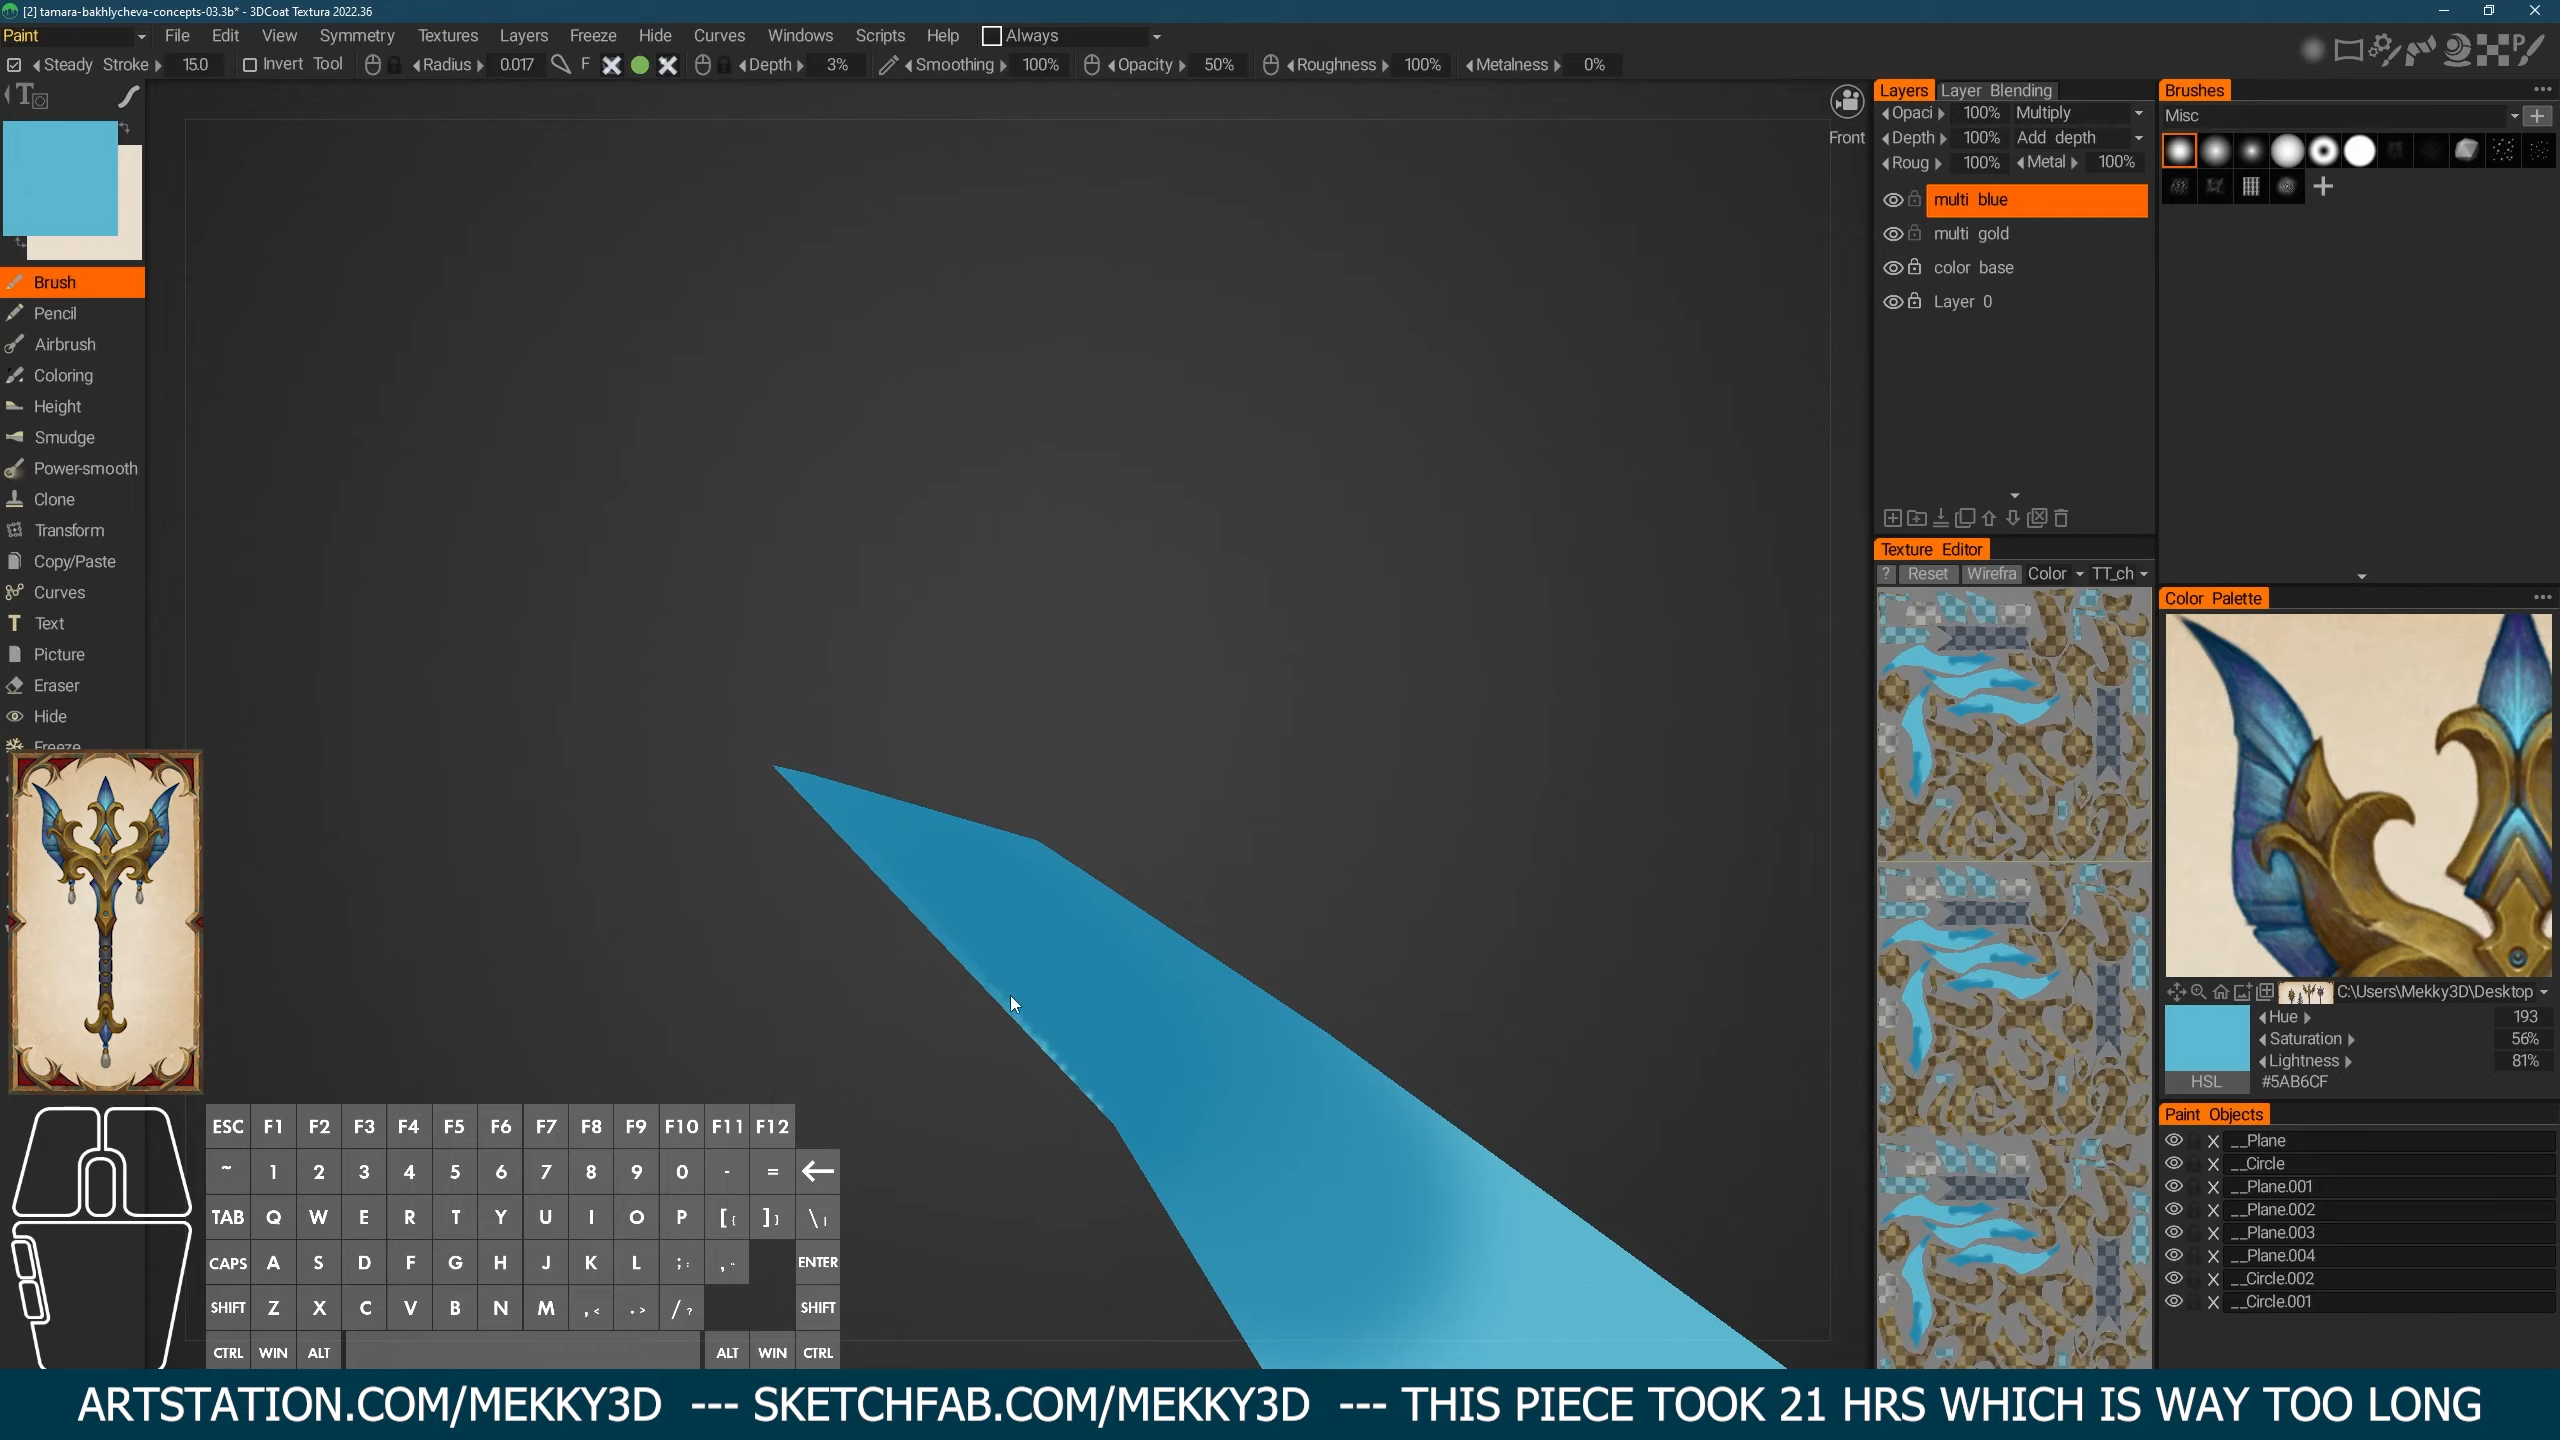 [2] tamara-bakhlycheva-concepts-03.3b* - 3DCoat Textura 2022.36
Paint File Edit View Symmetry Textures Layers Freeze Hide Curves Windows Scripts Help Always
Steady Stroke 15.0 Invert Tool Radius 0.017 F Depth 3% Smoothing 100% Opacity 50% Roughness 100% Metalness 0%
Front
Brush
Pencil
Airbrush
Coloring
Height
Smudge
Power-smooth
Clone
Transform
Copy/Paste
Curves
Text
Picture
Eraser
Hide
Freeze
Layers Layer Blending
Opaci 100% Multiply
Depth 100% Add depth
Roug 100% Metal 100%
multi blue
multi gold
color base
Layer 0
Texture Editor
? Reset Wirefra Color TT_ch
Brushes
Misc
Color Palette
C:\Users\Mekky3D\Desktop
Hue 193
Saturation 56%
Lightness 81%
HSL #5AB6CF
Paint Objects
X __Plane
X __Circle
X __Plane.001
X __Plane.002
X __Plane.003
X __Plane.004
X __Circle.002
X __Circle.001
ESC F1 F2 F3 F4 F5 F6 F7 F8 F9 F10 F11 F12
~ 1 2 3 4 5 6 7 8 9 0 - =
TAB Q W E R T Y U I O P [{ ]} \|
CAPS A S D F G H J K L ;: ENTER
SHIFT Z X C V B N M ,< .> /? SHIFT
CTRL WIN ALT ALT WIN CTRL
ARTSTATION.COM/MEKKY3D --- SKETCHFAB.COM/MEKKY3D --- THIS PIECE TOOK 21 HRS WHICH IS WAY TOO LONG